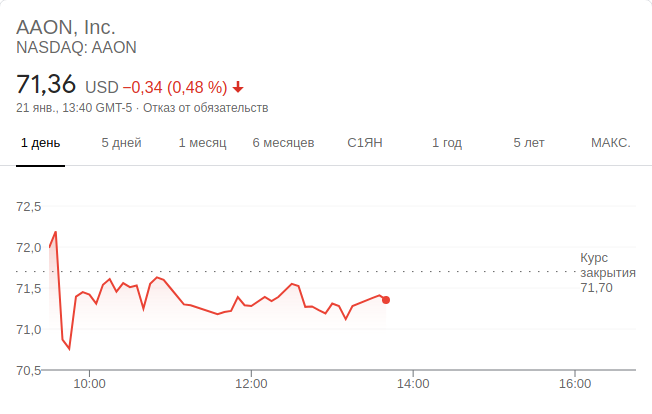 AAON, Inc.
NASDAQ: AAON
71,36 USD −0,34 (0,48 %)
21 янв., 13:40 GMT-5 · Отказ от обязательств
1 день 5 дней 1 месяц 6 месяцев С1ЯН 1 год 5 лет МАКС.
72,5
72,0
Курс
закрытия
71,70
71,5
71,0
70,5
10:00 12:00 14:00 16:00